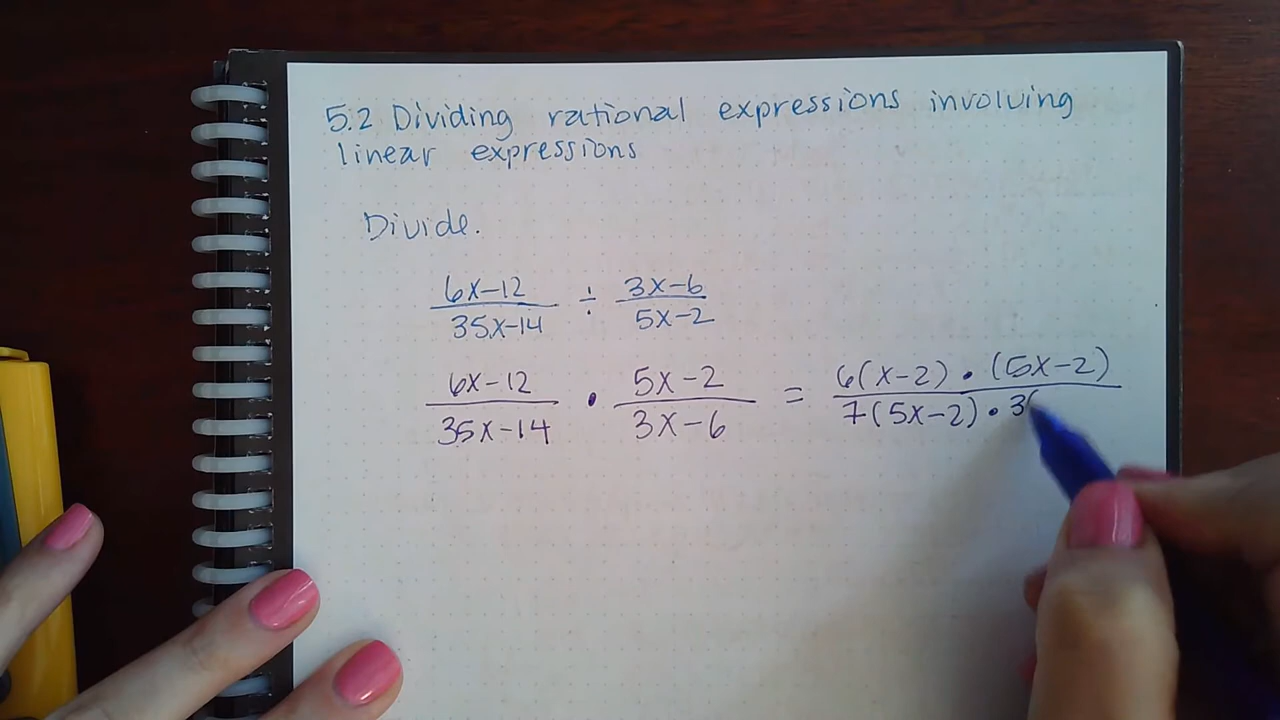 5.2 Dividing rational expressions involving
linear expressions
Divide.
6x-12 ÷ 3x-6
35x-14 5x-2
6x-12 • 5x-2 = 6(x-2) • (5x-2)
35x-14 3x-6 7(5x-2) • 3(